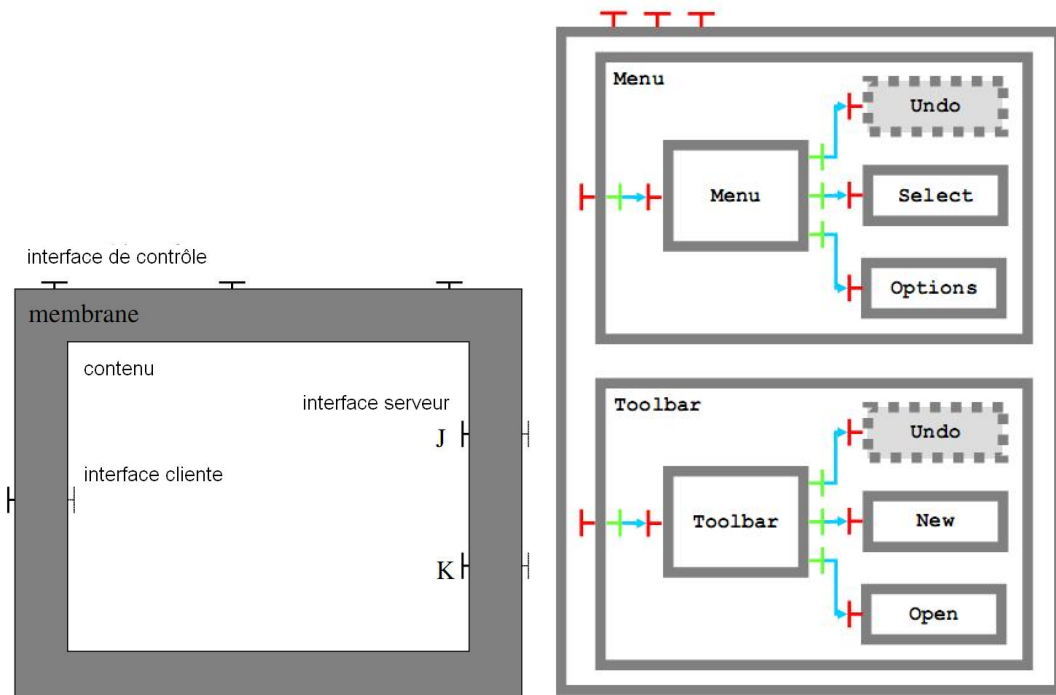 interface de contrôle
membrane
contenu
interface serveur
J
interface cliente
K
Menu
Undo
Menu
Select
Options
Toolbar
Undo
Toolbar
New
Open